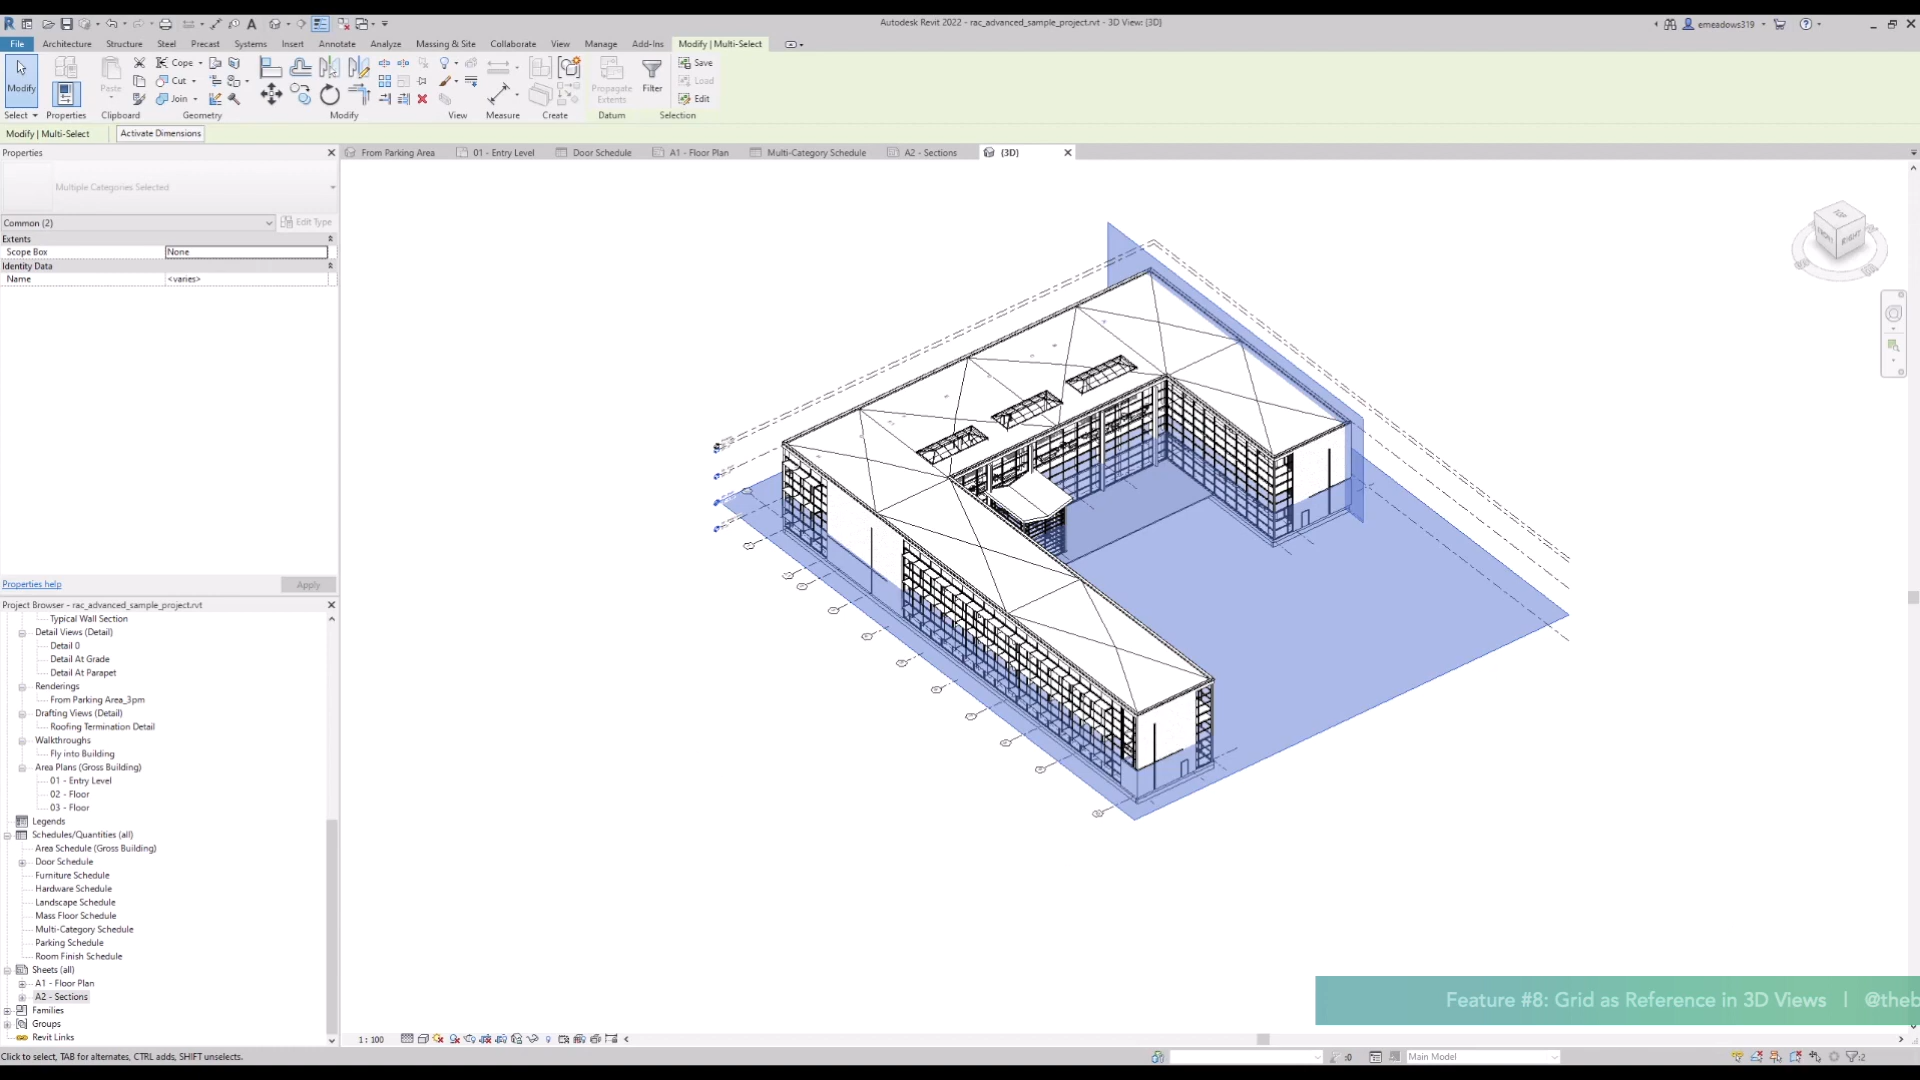 Autodesk Revit 2022 - rac_advanced_sample_project.rvt - 3D View: {3D}
emeadows319
File Architecture Structure Steel Precast Systems Insert Annotate Analyze Massing & Site Collaborate View Manage Add-Ins Modify | Multi-Select
Cope
Save
Modify
Paste
Cut
Propagate
Extents
Filter
Load
Join
Edit
Select Properties Clipboard Geometry Modify View Measure Create Datum Selection
Modify | Multi-Select Activate Dimensions
Properties
From Parking Area
01 - Entry Level
Door Schedule
A1 - Floor Plan
Multi-Category Schedule
A2 - Sections
{3D}
Multiple Categories Selected
Common (2)
Edit Type
Extents
Scope Box None
Identity Data
Name <varies>
TOP
FRONT
RIGHT
Properties help
Apply
Project Browser - rac_advanced_sample_project.rvt
Typical Wall Section
Detail Views (Detail)
Detail 0
Detail At Grade
Detail At Parapet
Renderings
From Parking Area_3pm
Drafting Views (Detail)
Roofing Termination Detail
Walkthroughs
Fly into Building
Area Plans (Gross Building)
01 - Entry Level
02 - Floor
03 - Floor
Legends
Schedules/Quantities (all)
Area Schedule (Gross Building)
Door Schedule
Furniture Schedule
Hardware Schedule
Landscape Schedule
Mass Floor Schedule
Multi-Category Schedule
Parking Schedule
Room Finish Schedule
Sheets (all)
A1 - Floor Plan
A2 - Sections
Families
Groups
Revit Links
Feature #8: Grid as Reference in 3D Views | @theb
1 : 100
Click to select, TAB for alternates, CTRL adds, SHIFT unselects.
:0
Main Model
:2